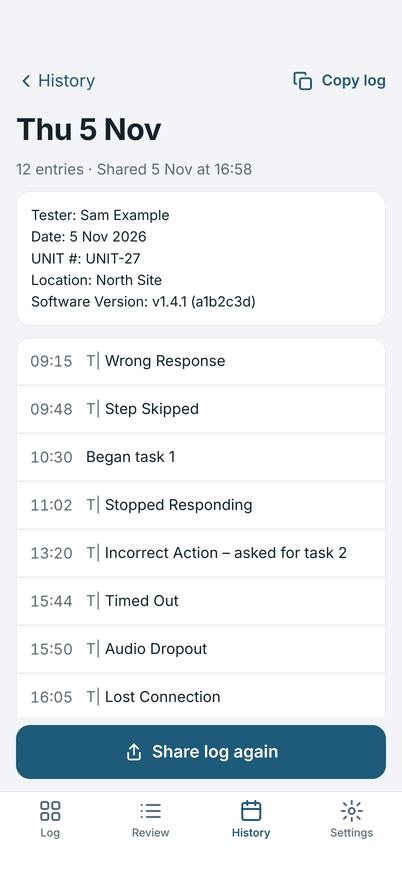 History
Copy log
Thu 5 Nov
12 entries · Shared 5 Nov at 16:58
Tester: Sam Example
Date: 5 Nov 2026
UNIT #: UNIT-27
Location: North Site
Software Version: v1.4.1 (a1b2c3d)
09:15 T| Wrong Response
09:48 T| Step Skipped
10:30 Began task 1
11:02 T| Stopped Responding
13:20 T| Incorrect Action – asked for task 2
15:44 T| Timed Out
15:50 T| Audio Dropout
16:05 T| Lost Connection
Share log again
Log Review History Settings